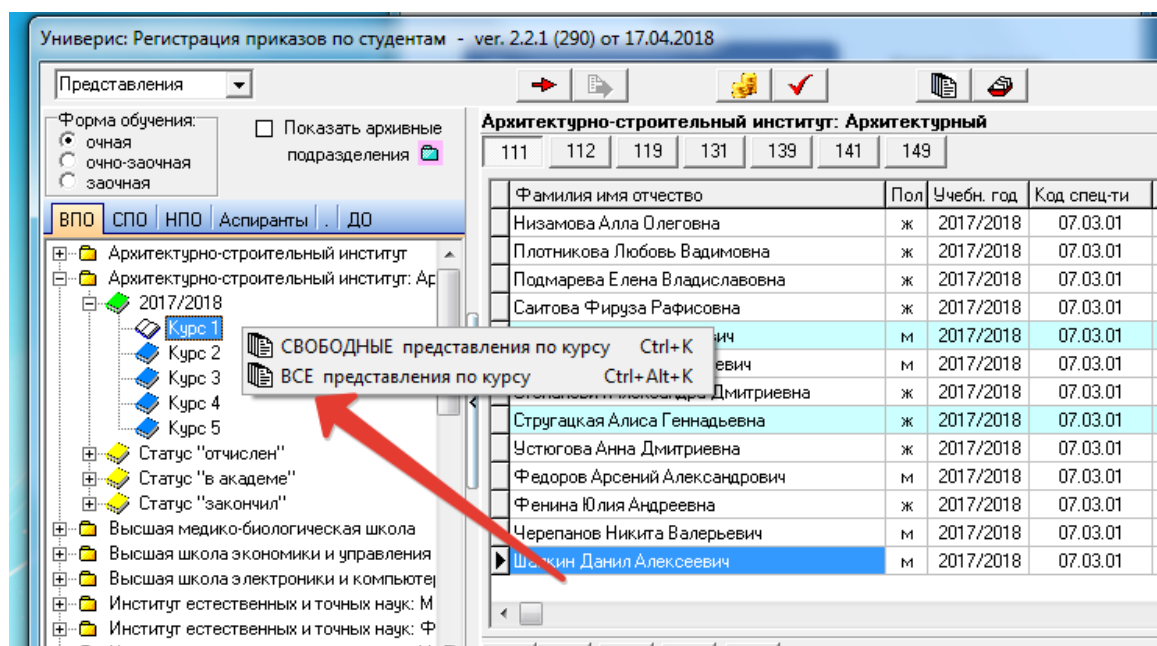 Универис: Регистрация приказов по студентам - ver. 2.2.1 (290) от 17.04.2018
Представления
Форма обучения:
очная
очно-заочная
заочная
Показать архивные
подразделения
ВПО СПО НПО Аспиранты . ДО
Архитектурно-строительный институт
Архитектурно-строительный институт: Ар
2017/2018
Курс 1
Курс 2
Курс 3
Курс 4
Курс 5
Статус "отчислен"
Статус "в академе"
Статус "закончил"
Высшая медико-биологическая школа
Высшая школа экономики и управления
Высшая школа электроники и компьютер
Институт естественных и точных наук: М
Институт естественных и точных наук: Ф
СВОБОДНЫЕ представления по курсу Ctrl+K
ВСЕ представления по курсу Ctrl+Alt+K
Архитектурно-строительный институт: Архитектурный
111 112 119 131 139 141 149
Фамилия имя отчество Пол Учебн. год Код спец-ти
Низамова Алла Олеговна ж 2017/2018 07.03.01
Плотникова Любовь Вадимовна ж 2017/2018 07.03.01
Подмарева Елена Владиславовна ж 2017/2018 07.03.01
Саитова Фируза Рафисовна ж 2017/2018 07.03.01
ич м 2017/2018 07.03.01
евич м 2017/2018 07.03.01
Дмитриевна ж 2017/2018 07.03.01
Стругацкая Алиса Геннадьевна ж 2017/2018 07.03.01
Устюгова Анна Дмитриевна ж 2017/2018 07.03.01
Федоров Арсений Александрович м 2017/2018 07.03.01
Фенина Юлия Андреевна ж 2017/2018 07.03.01
Черепанов Никита Валерьевич м 2017/2018 07.03.01
Данил Алексеевич м 2017/2018 07.03.01